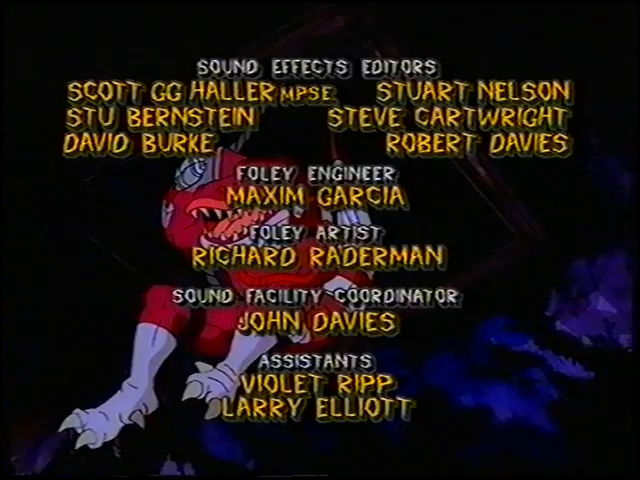 SOUND EFFECTS EDITORS
SCOTT GG HALLER MPSE STUART NELSON
STU BERNSTEIN STEVE CARTWRIGHT
DAVID BURKE ROBERT DAVIES
FOLEY ENGINEER
MAXIM GARCIA
FOLEY ARTIST
RICHARD RADERMAN
SOUND FACILITY COORDINATOR
JOHN DAVIES
ASSISTANTS
VIOLET RIPP
LARRY ELLIOTT